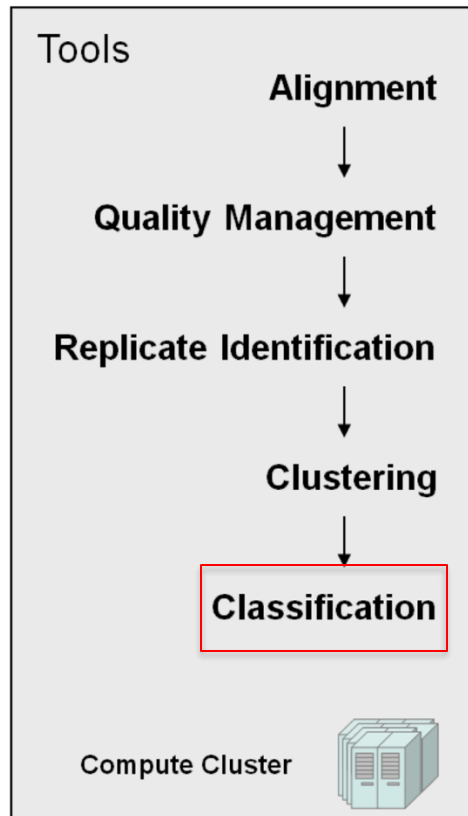 Tools
Alignment
Quality Management
Replicate Identification
Clustering
Classification
Compute Cluster